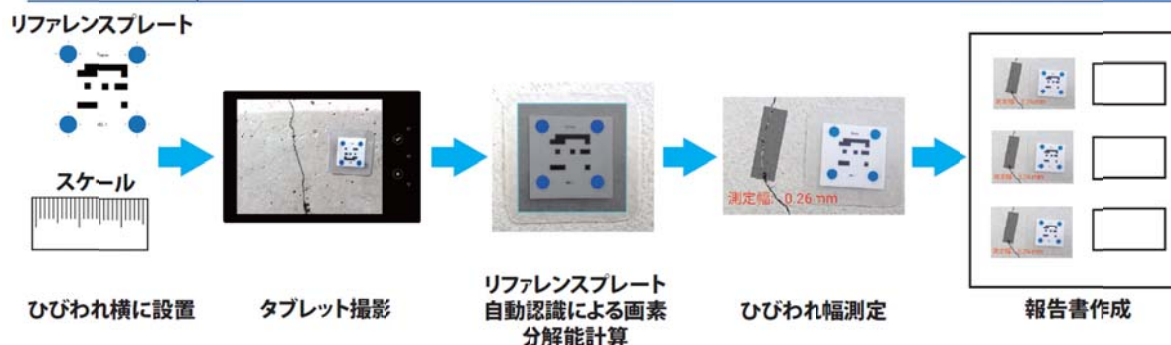 リファレンスプレート
スケール
ひびわれ横に設置
タブレット撮影
リファレンスプレート
自動認識による画素
分解能計算
測定幅: 0.26 mm
ひびわれ幅測定
報告書作成